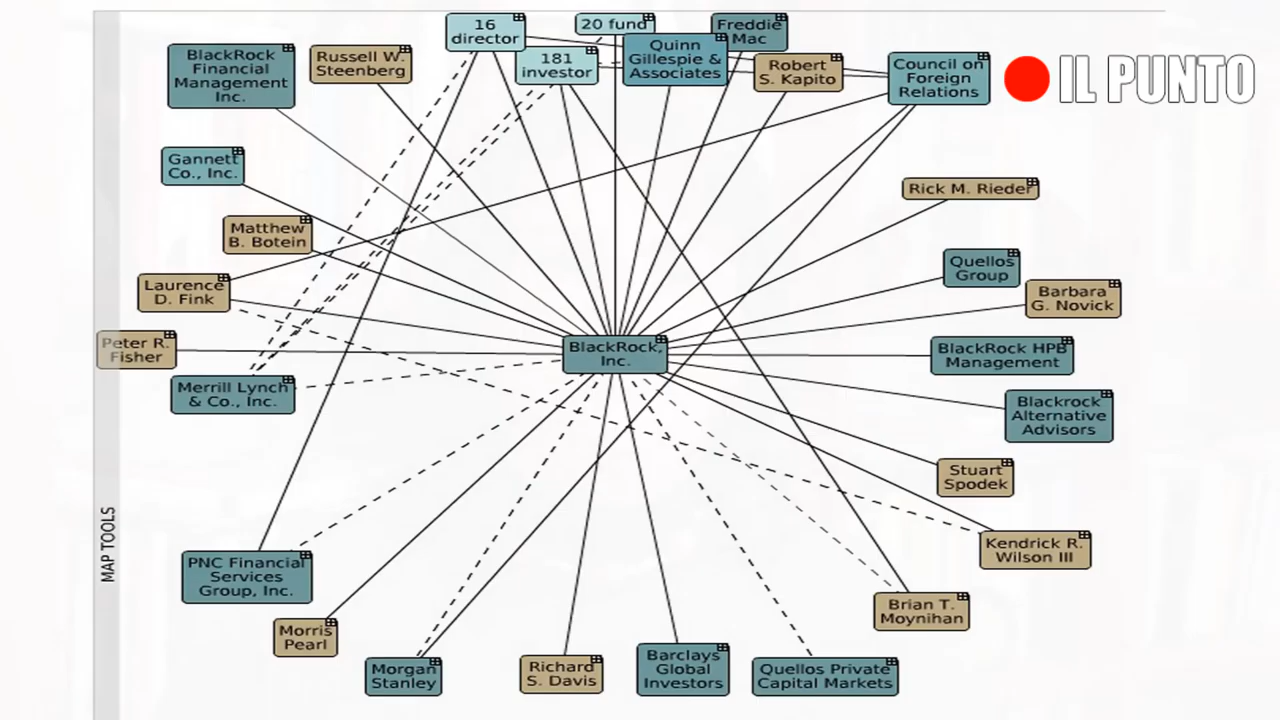 16
director
20 fund
Freddie
Mac
BlackRock
Financial
Management
Inc.
Russell W.
Steenberg
181
investor
Quinn
Gillespie &
Associates
Robert
S. Kapito
Council on
Foreign
Relations
IL PUNTO
Gannett
Co., Inc.
Rick M. Rieder
Matthew
B. Botein
Quellos
Group
Laurence
D. Fink
Barbara
G. Novick
Peter R.
Fisher
BlackRock,
Inc.
BlackRock HPB
Management
Merrill Lynch
& Co., Inc.
Blackrock
Alternative
Advisors
Stuart
Spodek
MAP TOOLS
Kendrick R.
Wilson III
PNC Financial
Services
Group, Inc.
Brian T.
Moynihan
Morris
Pearl
Morgan
Stanley
Richard
S. Davis
Barclays
Global
Investors
Quellos Private
Capital Markets